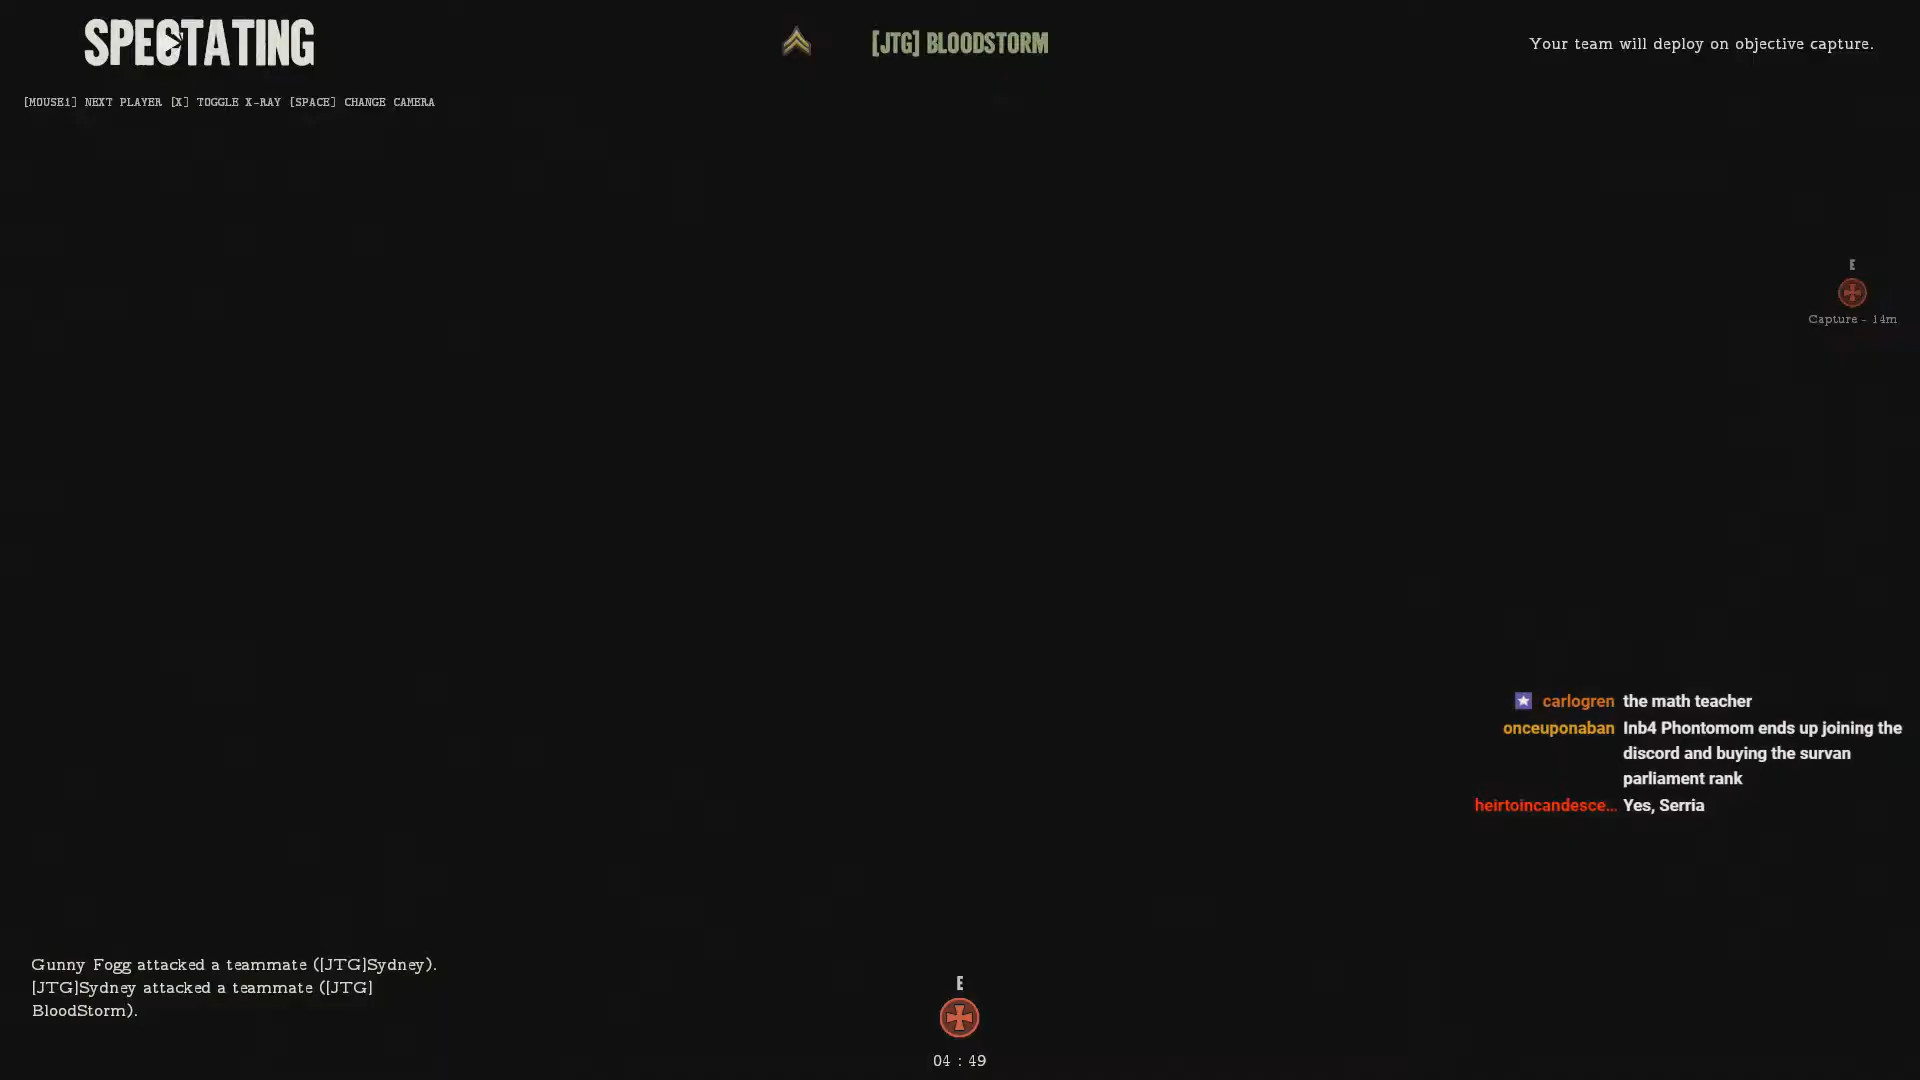 SPECTATING
[JTG] BLOODSTORM
Your team will deploy on objective capture.
[MOUSE1] NEXT PLAYER [X] TOGGLE X-RAY [SPACE] CHANGE CAMERA
E
Capture - 14m
carlogren the math teacher
onceuponaban Inb4 Phontomom ends up joining the
discord and buying the survan
parliament rank
heirtoincandesce... Yes, Serria
Gunny Fogg attacked a teammate ([JTG]Sydney).
[JTG]Sydney attacked a teammate ([JTG]
BloodStorm).
E
04 : 49